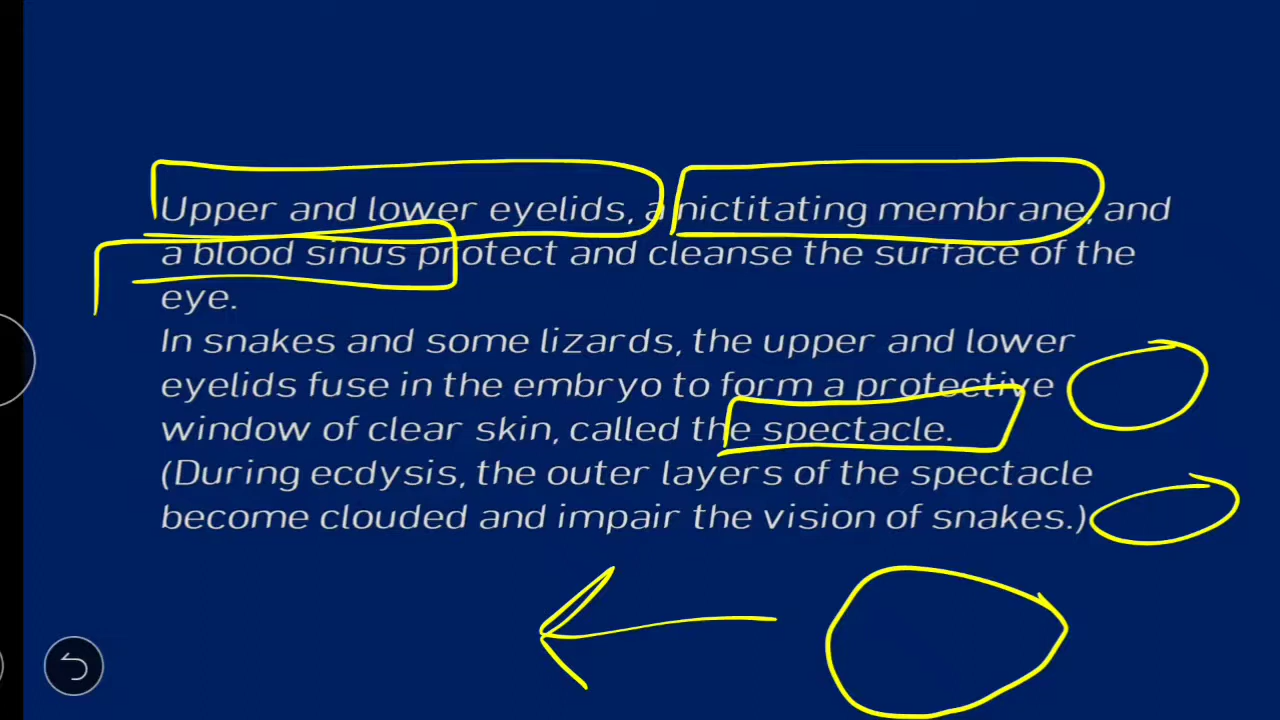 Upper and lower eyelids, a nictitating membrane, and
a blood sinus protect and cleanse the surface of the
eye.
In snakes and some lizards, the upper and lower
eyelids fuse in the embryo to form a protective
window of clear skin, called the spectacle.
(During ecdysis, the outer layers of the spectacle
become clouded and impair the vision of snakes.)